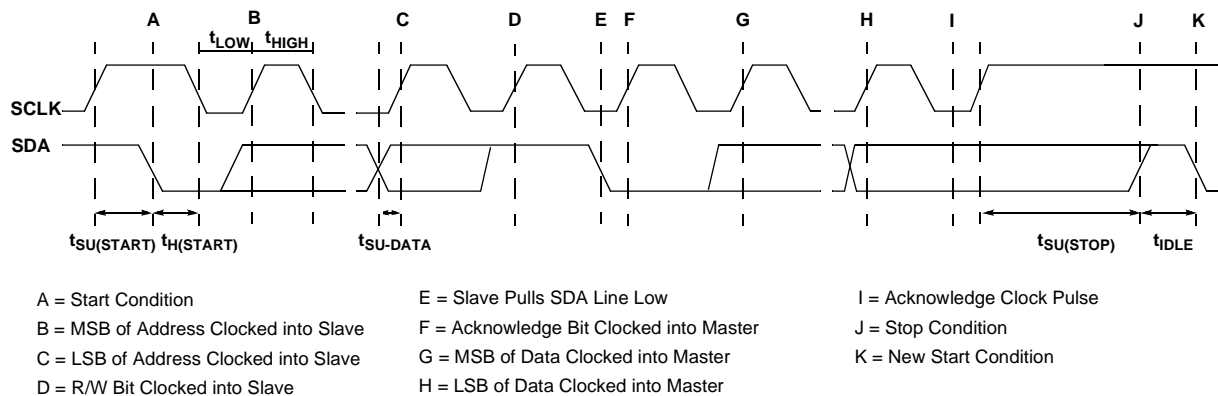 A B C D E F G H I J K
tLOW tHIGH
SCLK
SDA
tSU(START) tH(START) tSU-DATA tSU(STOP) tIDLE
A = Start Condition
B = MSB of Address Clocked into Slave
C = LSB of Address Clocked into Slave
D = R/W Bit Clocked into Slave
E = Slave Pulls SDA Line Low
F = Acknowledge Bit Clocked into Master
G = MSB of Data Clocked into Master
H = LSB of Data Clocked into Master
I = Acknowledge Clock Pulse
J = Stop Condition
K = New Start Condition